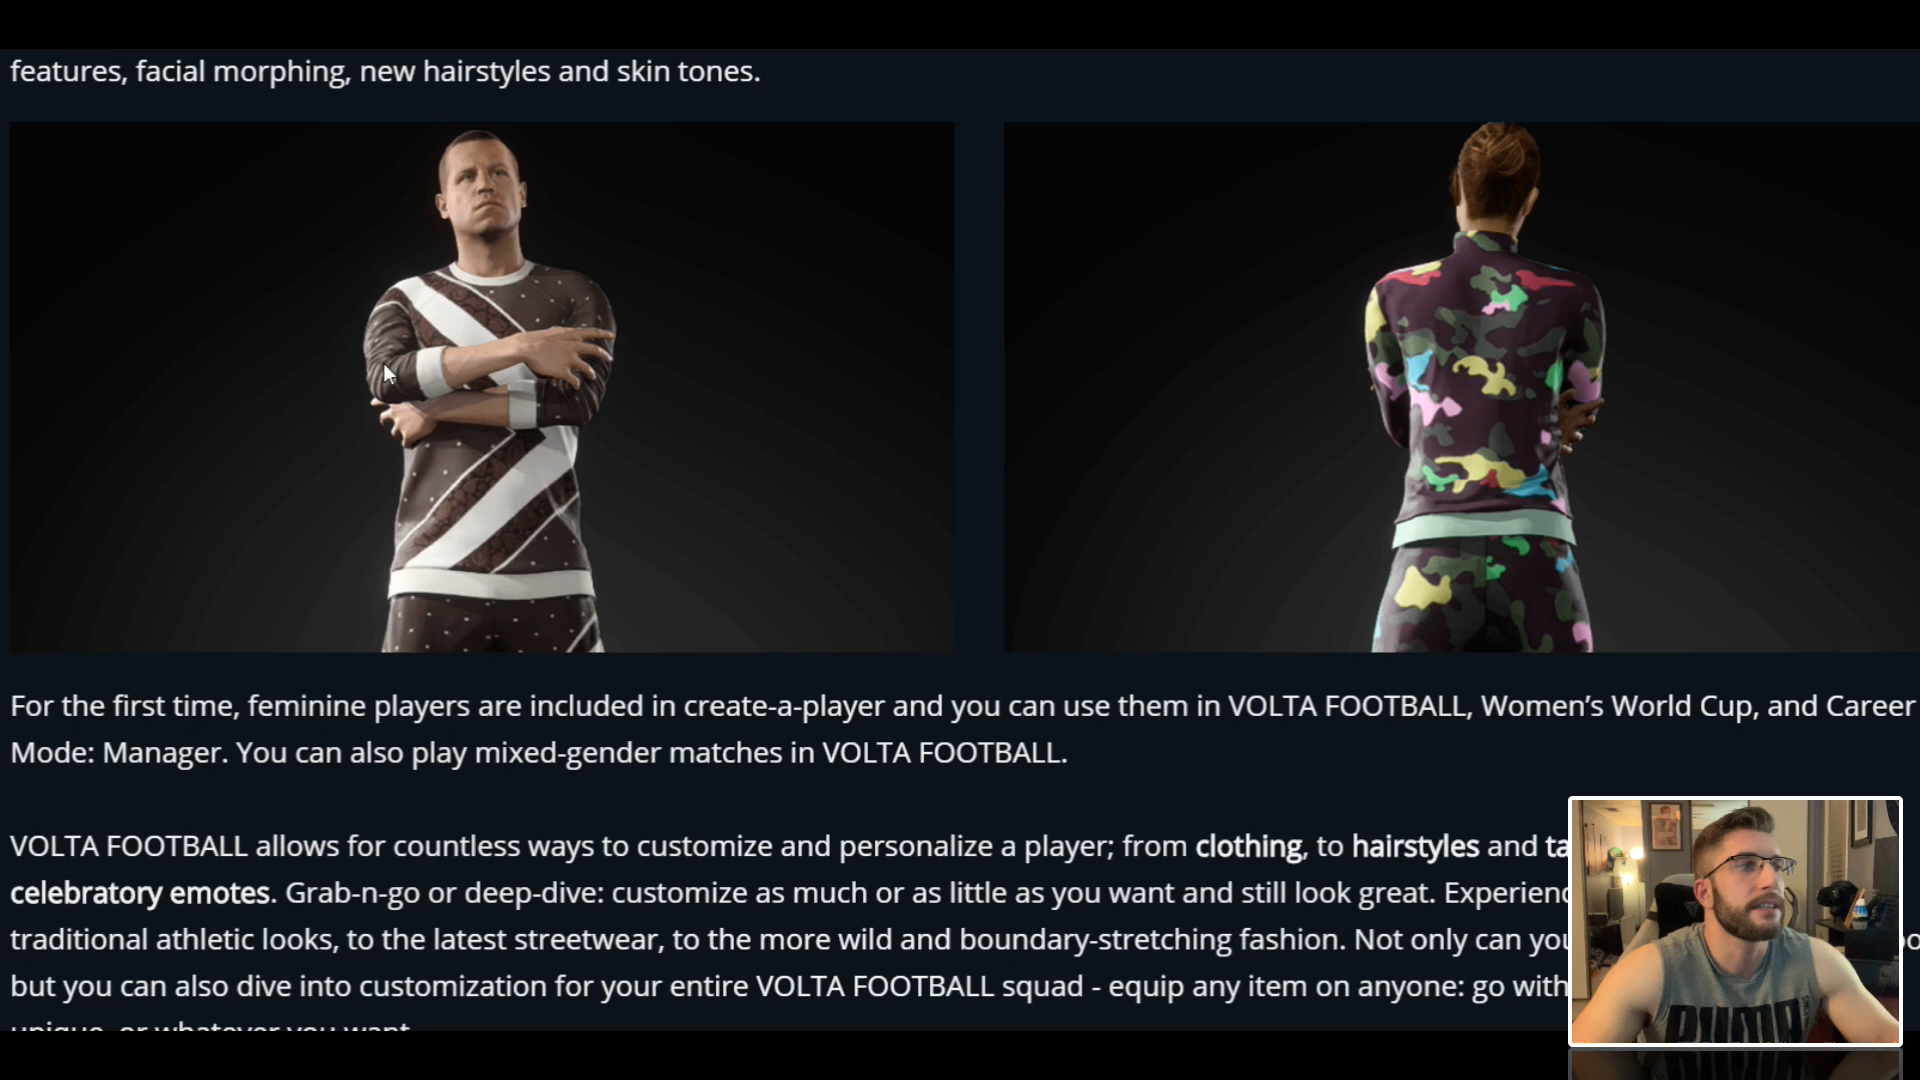 features, facial morphing, new hairstyles and skin tones.
For the first time, feminine players are included in create-a-player and you can use them in VOLTA FOOTBALL, Women's World Cup, and Career
Mode: Manager. You can also play mixed-gender matches in VOLTA FOOTBALL.
VOLTA FOOTBALL allows for countless ways to customize and personalize a player; from clothing, to hairstyles and
celebratory emotes. Grab-n-go or deep-dive: customize as much or as little as you want and still look great.
traditional athletic looks, to the latest streetwear, to the more wild and boundary-stretching fashion. Not only can
but you can also dive into customization for your entire VOLTA FOOTBALL squad - equip any item on anyone: go with
unique, or whatever you want
PUMA